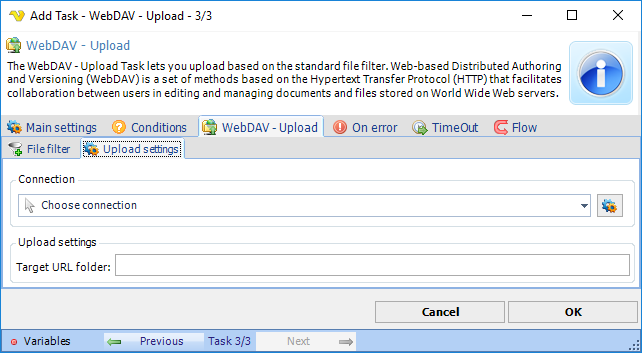 Add Task - WebDAV - Upload - 3/3
WebDAV - Upload
The WebDAV - Upload Task lets you upload based on the standard file filter. Web-based Distributed Authoring
and Versioning (WebDAV) is a set of methods based on the Hypertext Transfer Protocol (HTTP) that facilitates
collaboration between users in editing and managing documents and files stored on World Wide Web servers.
Main settings Conditions WebDAV - Upload On error TimeOut Flow
File filter Upload settings
Connection
Choose connection
Upload settings
Target URL folder:
Cancel OK
Variables Previous Task 3/3 Next